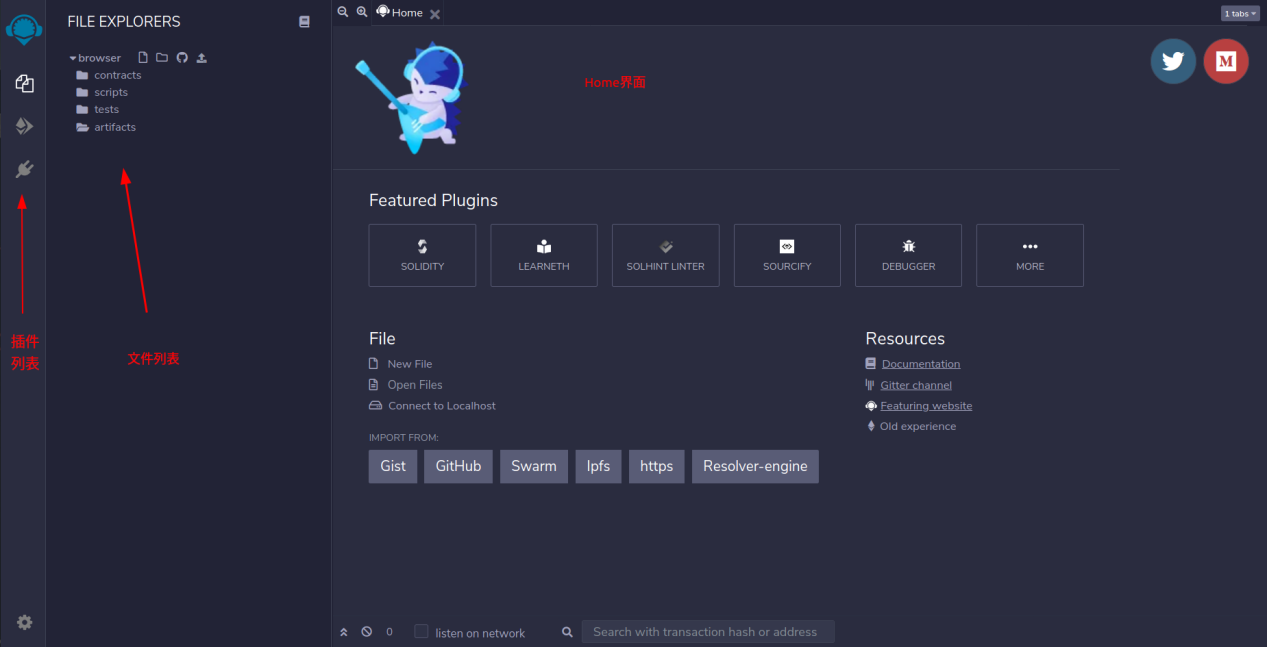 FILE EXPLORERS
browser
contracts
scripts
tests
artifacts
插件
列表
文件列表
Home
1 tabs
Home界面
M
Featured Plugins
SOLIDITY
LEARNETH
SOLHINT LINTER
SOURCIFY
DEBUGGER
MORE
File
New File
Open Files
Connect to Localhost
IMPORT FROM:
Gist
GitHub
Swarm
Ipfs
https
Resolver-engine
Resources
Documentation
Gitter channel
Featuring website
Old experience
0
listen on network
Search with transaction hash or address